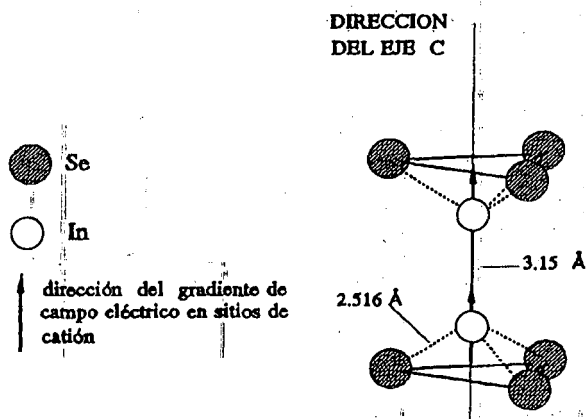 DIRECCION
DEL EJE C
Se
In
dirección del gradiente de
campo eléctrico en sitios de
catión
3.15 Å
2.516 Å